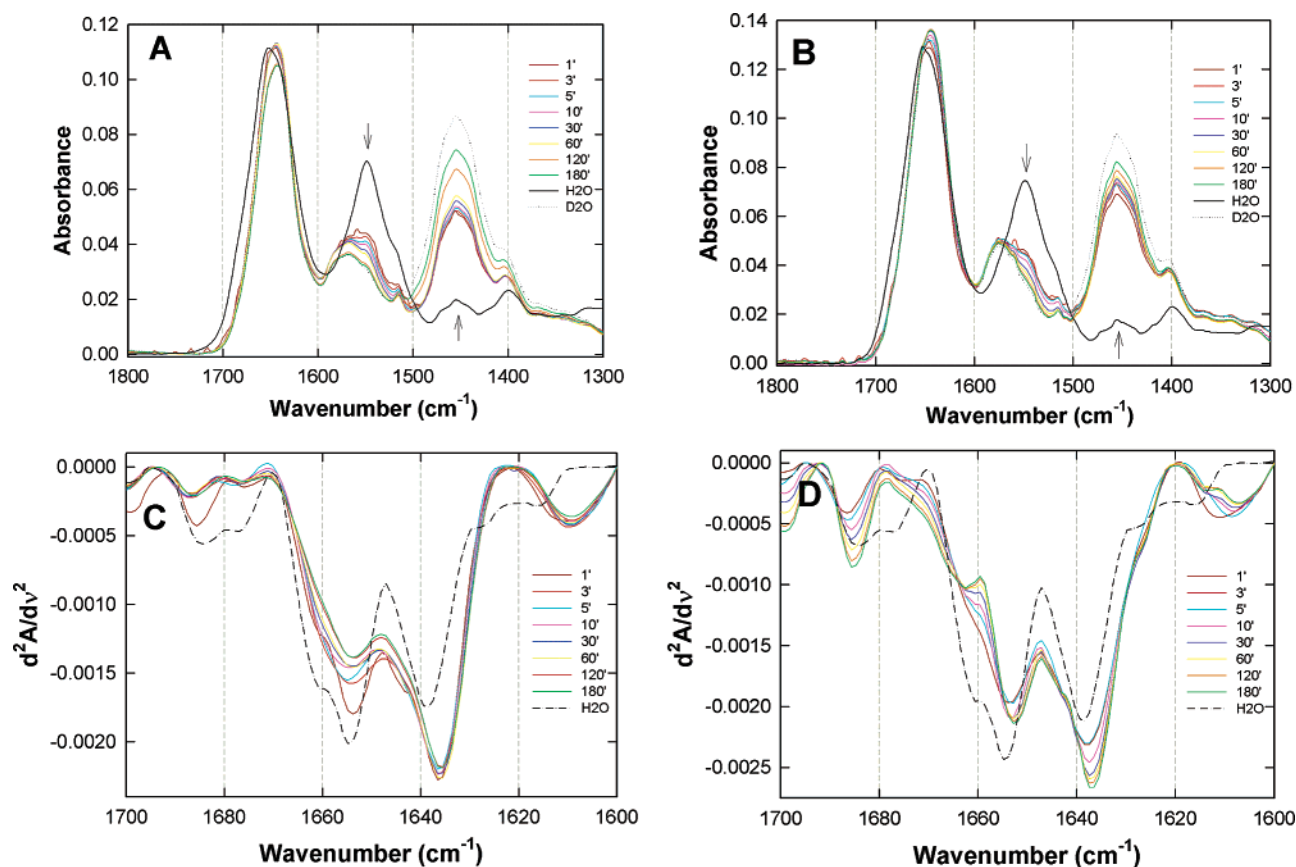 A
0.12
0.10
0.08
0.06
0.04
0.02
0.00
Absorbance
1800 1700 1600 1500 1400 1300
Wavenumber (cm⁻¹)
1'
3'
5'
10'
30'
60'
120'
180'
H2O
D2O
B
0.14
0.12
0.10
0.08
0.06
0.04
0.02
0.00
Absorbance
1800 1700 1600 1500 1400 1300
Wavenumber (cm⁻¹)
1'
3'
5'
10'
30'
60'
120'
180'
H2O
D2O
C
0.0000
-0.0005
-0.0010
-0.0015
-0.0020
d²A/dν²
1700 1680 1660 1640 1620 1600
Wavenumber (cm⁻¹)
1'
3'
5'
10'
30'
60'
120'
180'
H2O
D
0.0000
-0.0005
-0.0010
-0.0015
-0.0020
-0.0025
d²A/dν²
1700 1680 1660 1640 1620 1600
Wavenumber (cm⁻¹)
1'
3'
5'
10'
30'
60'
120'
180'
H2O